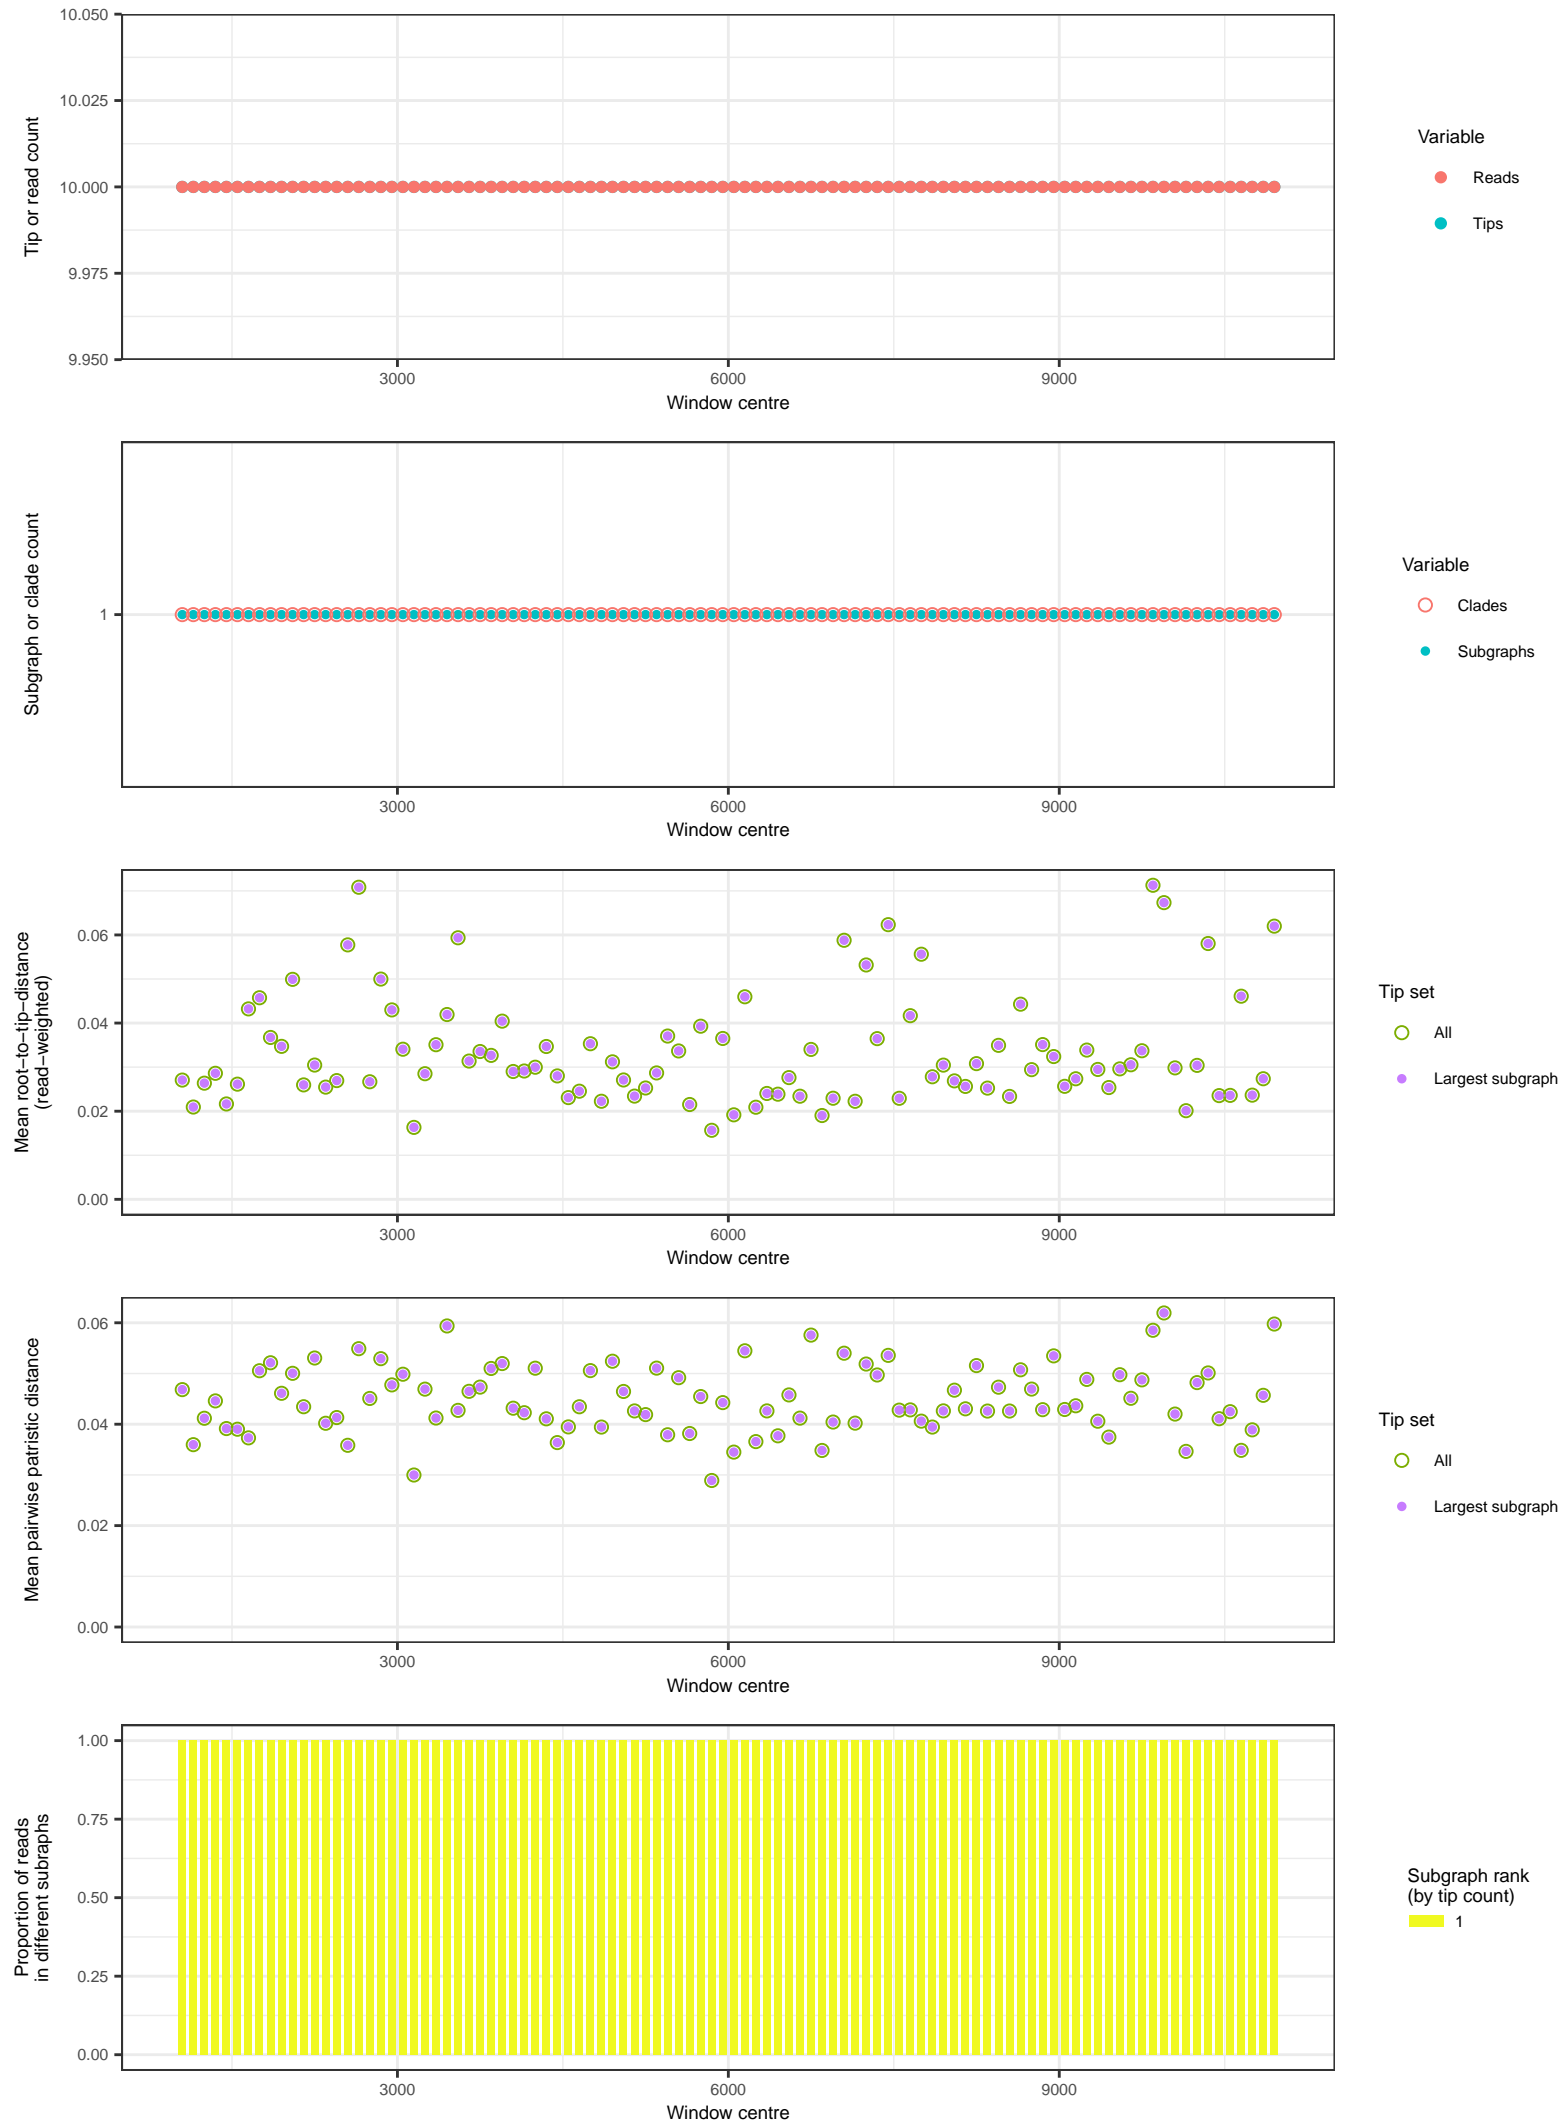 10.050
10.025
10.000
9.975
9.950
Tip or read count
3000 6000 9000
Window centre
Variable
Reads
Tips
1
Subgraph or clade count
3000 6000 9000
Window centre
Variable
Clades
Subgraphs
0.06
0.04
0.02
0.00
Mean root−to−tip−distance
(read−weighted)
3000 6000 9000
Window centre
Tip set
All
Largest subgraph
0.06
0.04
0.02
0.00
Mean pairwise patristic distance
3000 6000 9000
Window centre
Tip set
All
Largest subgraph
1.00
0.75
0.50
0.25
0.00
Proportion of reads
in different subraphs
3000 6000 9000
Window centre
Subgraph rank
(by tip count)
1